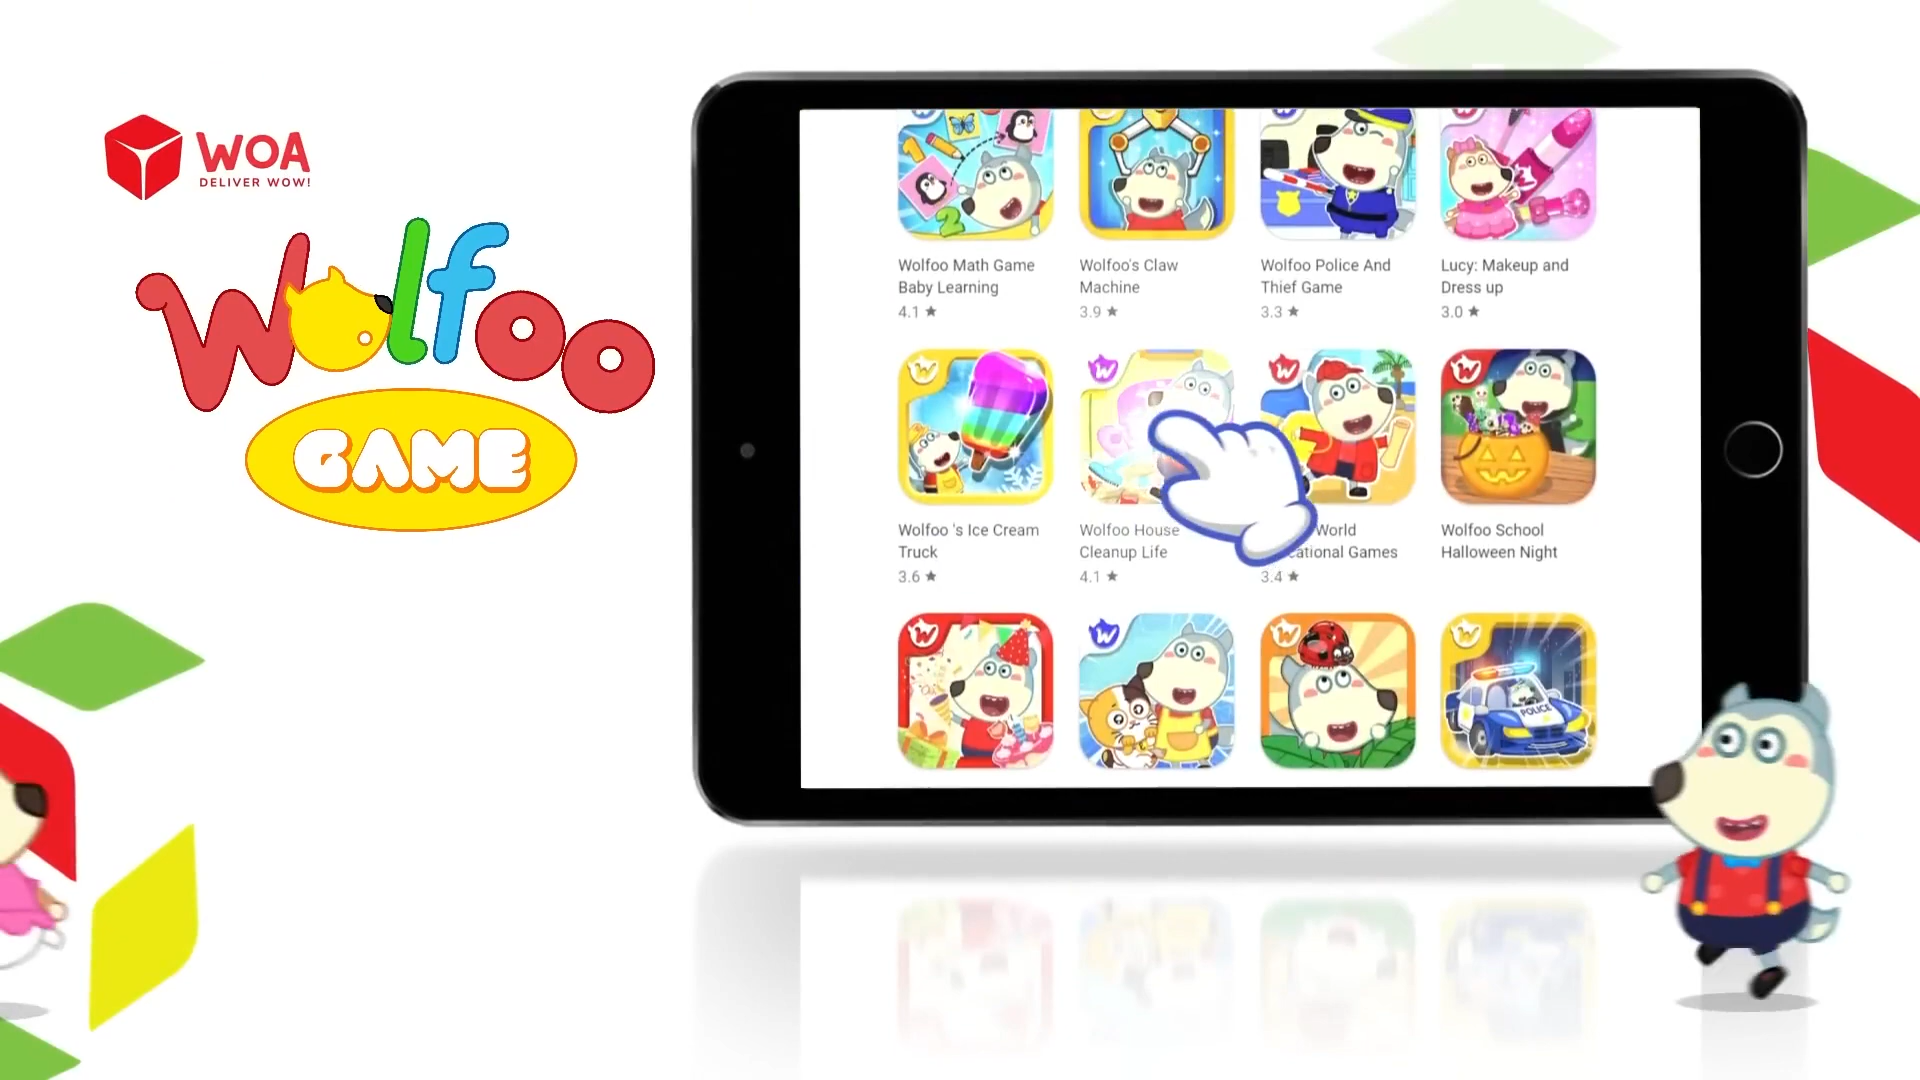 WOA
DELIVER WOW!
Wolfoo
GAME
Wolfoo Math Game
Baby Learning
4.1 ★
Wolfoo's Claw
Machine
3.9 ★
Wolfoo Police And
Thief Game
3.3 ★
Lucy: Makeup and
Dress up
3.0 ★
Wolfoo 's Ice Cream
Truck
3.6 ★
Wolfoo House
Cleanup Life
4.1 ★
World
cational Games
3.4 ★
Wolfoo School
Halloween Night
POLICE